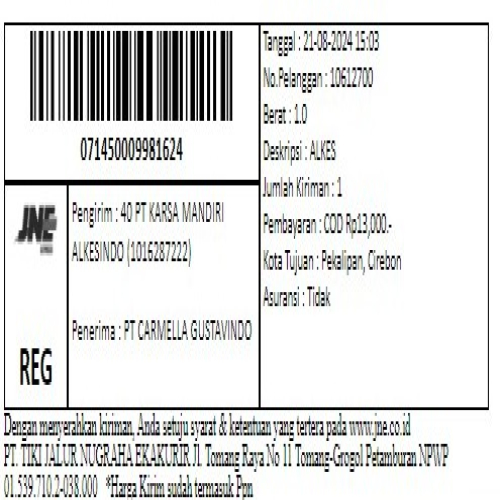 071450009981624
JNE
REG
Pengirim : 40 PT KARSA MANDIRI
ALKESINDO (1016287222)
Penerima : PT CARMELLA GUSTAVINDO
Tanggal : 21-08-2024 15:03
No.Pelanggan : 10612700
Berat : 1.0
Deskripsi : ALKES
Jumlah Kiriman : 1
Pembayaran : COD Rp13,000.-
Kota Tujuan : Pekalipan, Cirebon
Asuransi : Tidak
Dengan menyerahkan kiriman, Anda setuju syarat & ketentuan yang tertera pada www.jne.co.id
PT. TIKI JALUR NUGRAHA EKAKURIR Jl. Tomang Raya No 11 Tomang-Grogol Petamburan NPWP
01.539.710.2-038.000 *Harga Kirim sudah termasuk Ppn